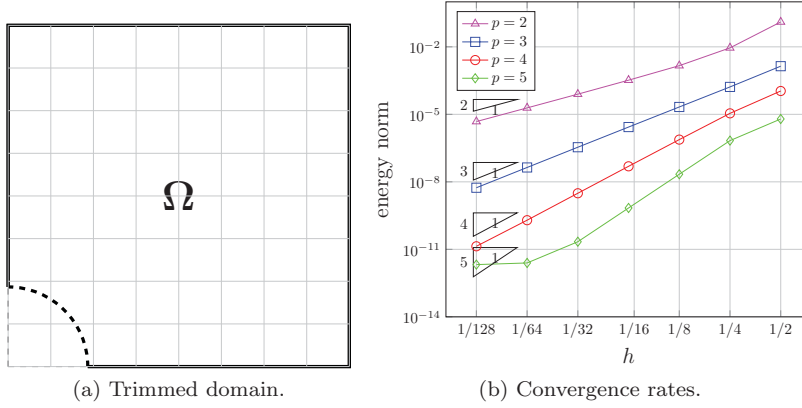 Ω
(a) Trimmed domain.
p = 2
p = 3
p = 4
p = 5
energy norm
10^{-2}
10^{-5}
10^{-8}
10^{-11}
10^{-14}
2
1
3
1
4
1
5
1
1/128
1/64
1/32
1/16
1/8
1/4
1/2
h
(b) Convergence rates.